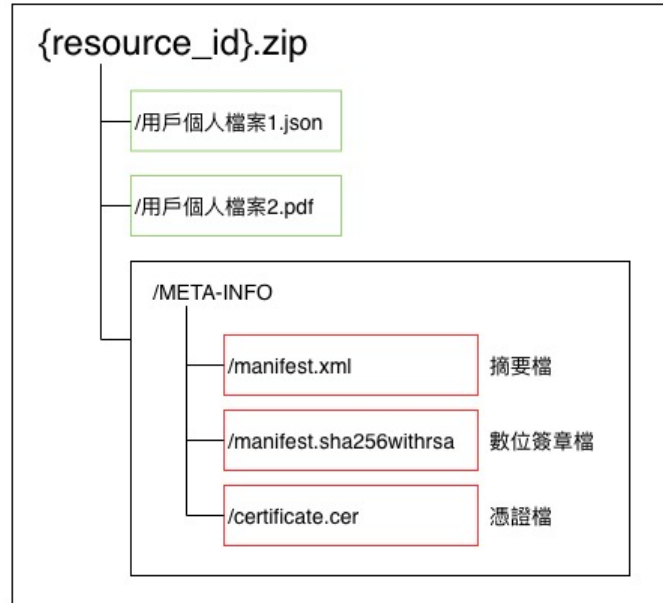 {resource_id}.zip
/用戶個人檔案1.json
/用戶個人檔案2.pdf
/META-INFO
/manifest.xml 摘要檔
/manifest.sha256withrsa 數位簽章檔
/certificate.cer 憑證檔